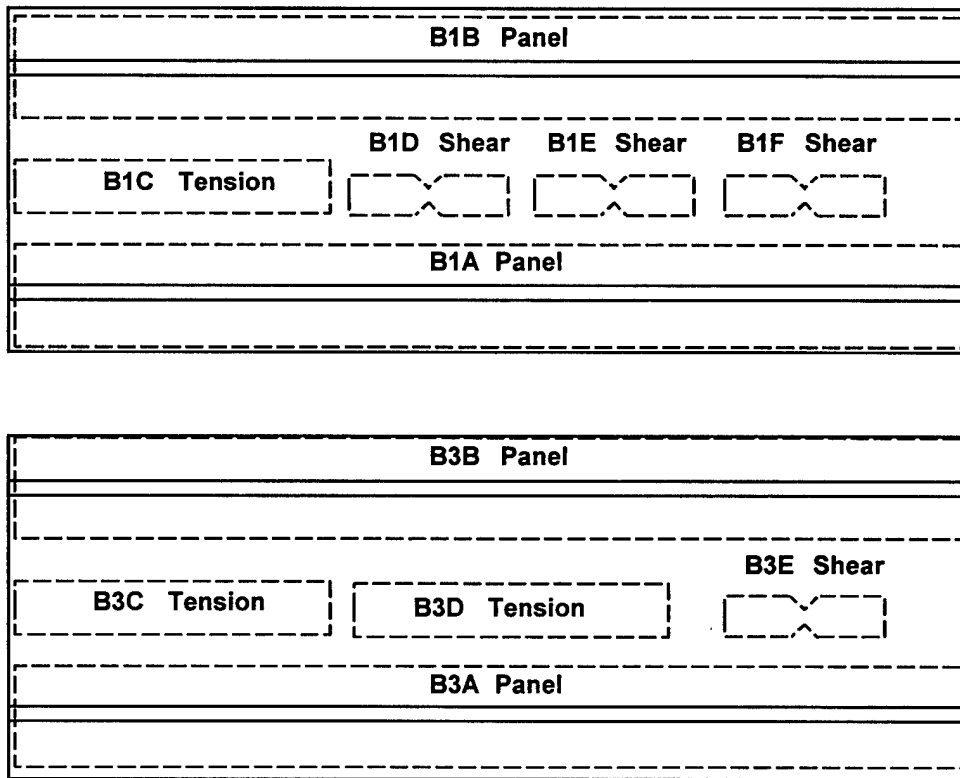 B1B Panel
B1D Shear B1E Shear B1F Shear
B1C Tension
B1A Panel
B3B Panel
B3E Shear
B3C Tension B3D Tension
B3A Panel